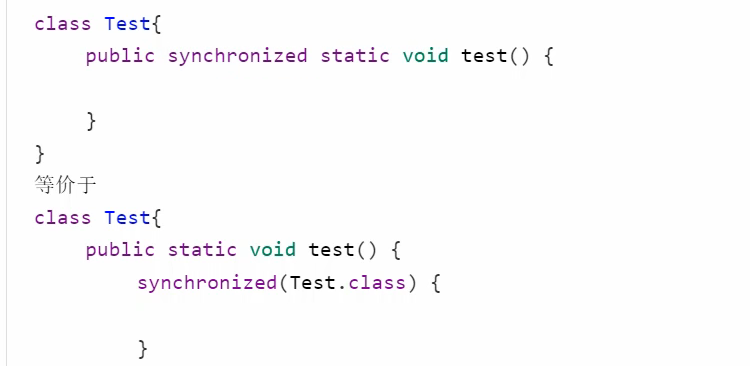 class Test{
public synchronized static void test() {
}
}
等价于
class Test{
public static void test() {
synchronized(Test.class) {
}